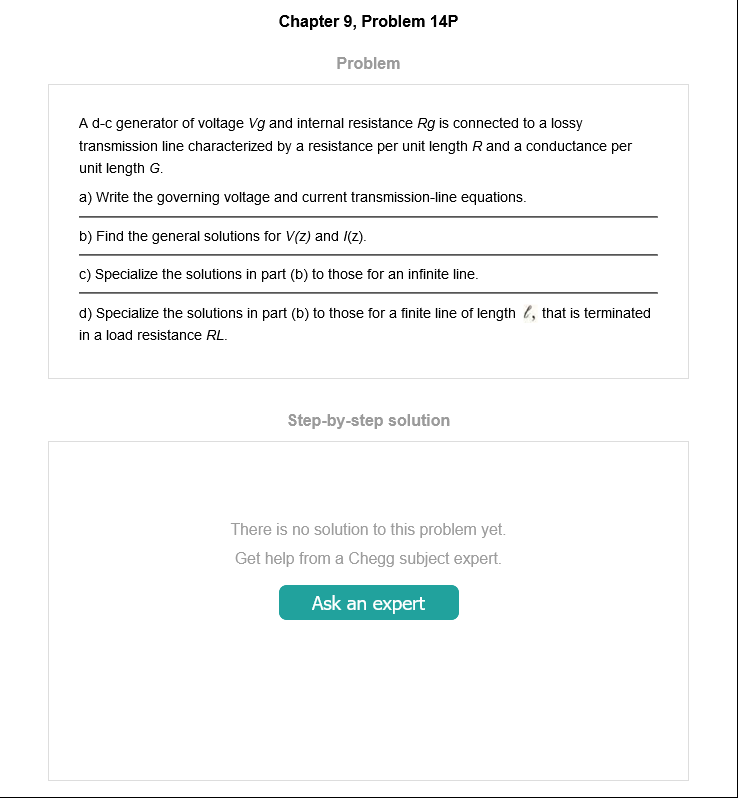 Chapter 9, Problem 14P
Problem
A d-c generator of voltage Vg and internal resistance Rg is connected to a lossy
transmission line characterized by a resistance per unit length R and a conductance per
unit length G.
a) Write the governing voltage and current transmission-line equations.
b) Find the general solutions for V(z) and I(z).
c) Specialize the solutions in part (b) to those for an infinite line.
d) Specialize the solutions in part (b) to those for a finite line of length ℓ, that is terminated
in a load resistance RL.
Step-by-step solution
There is no solution to this problem yet.
Get help from a Chegg subject expert.
Ask an expert